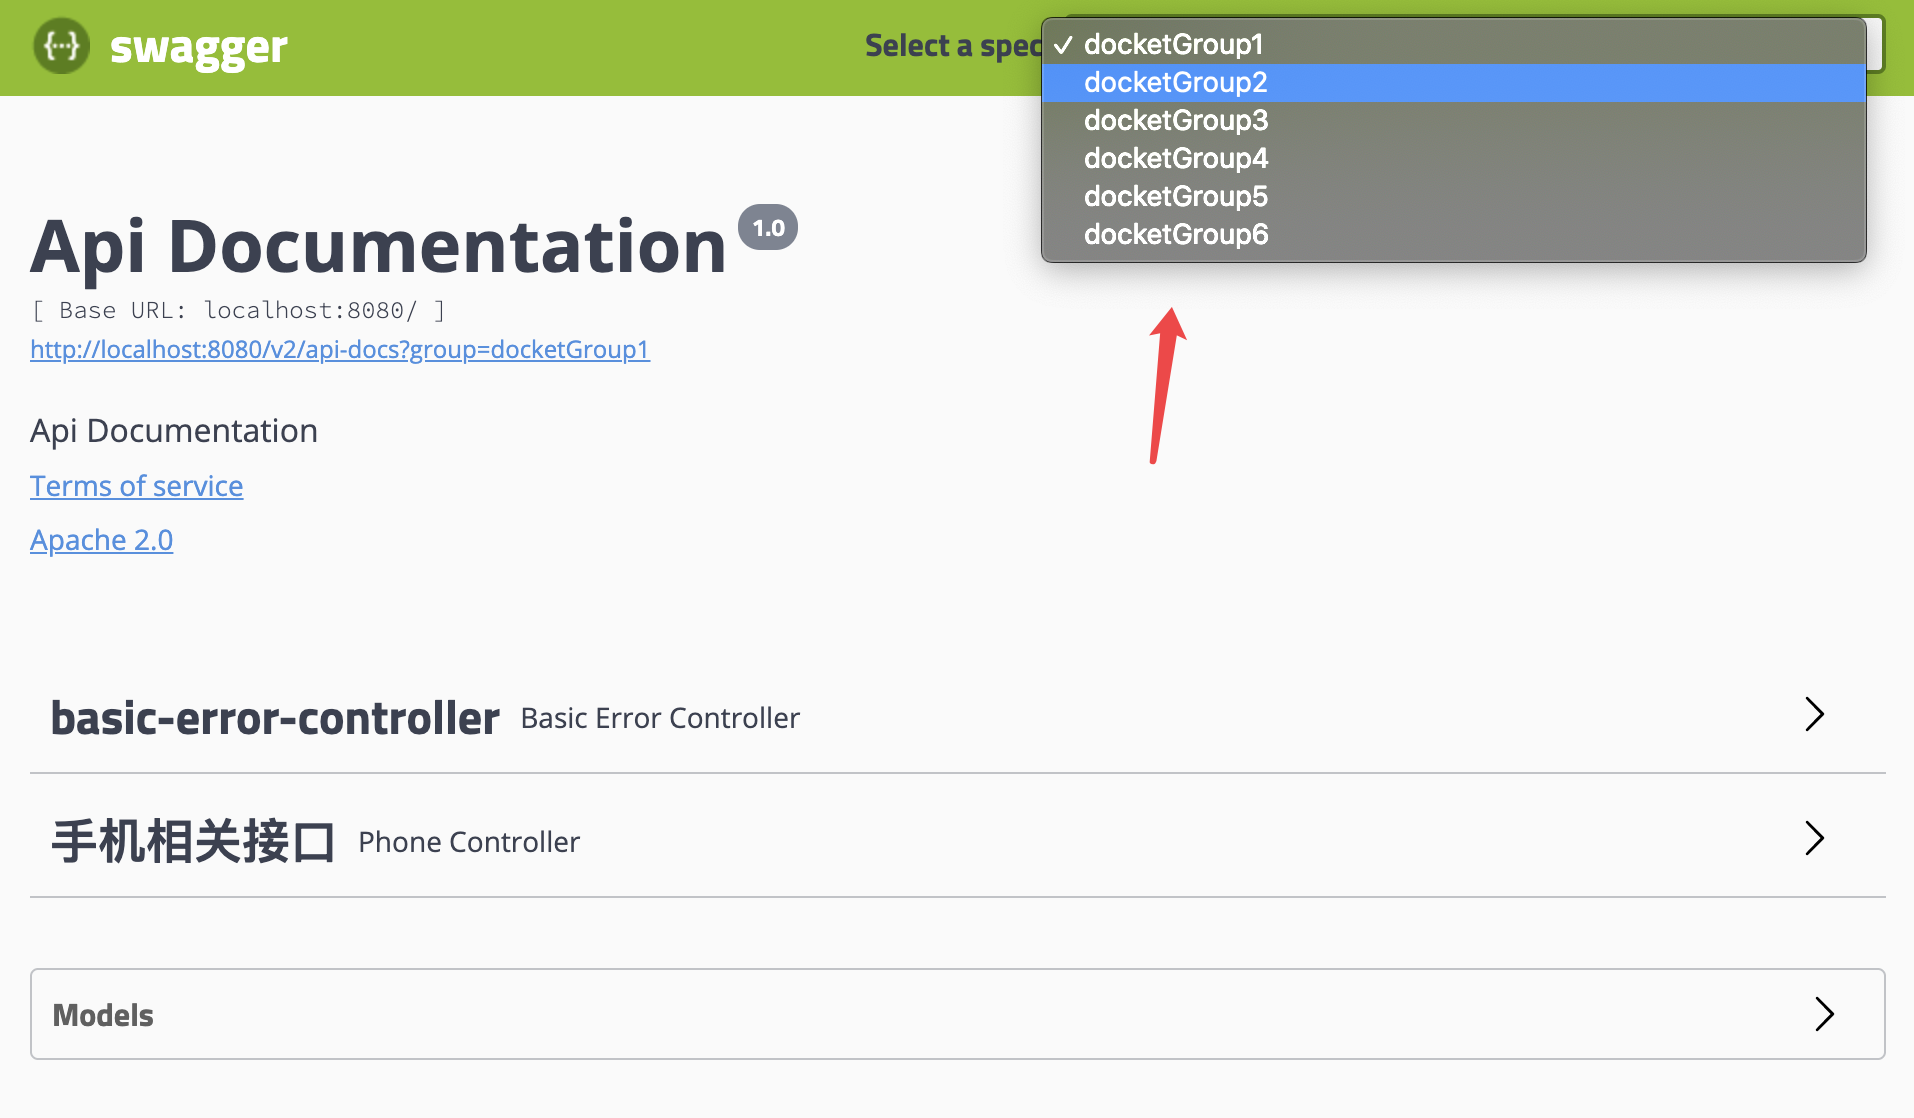 swagger
Select a spec
✓ docketGroup1
docketGroup2
docketGroup3
docketGroup4
docketGroup5
docketGroup6
Api Documentation 1.0
[ Base URL: localhost:8080/ ]
http://localhost:8080/v2/api-docs?group=docketGroup1
Api Documentation
Terms of service
Apache 2.0
basic-error-controller Basic Error Controller
手机相关接口 Phone Controller
Models